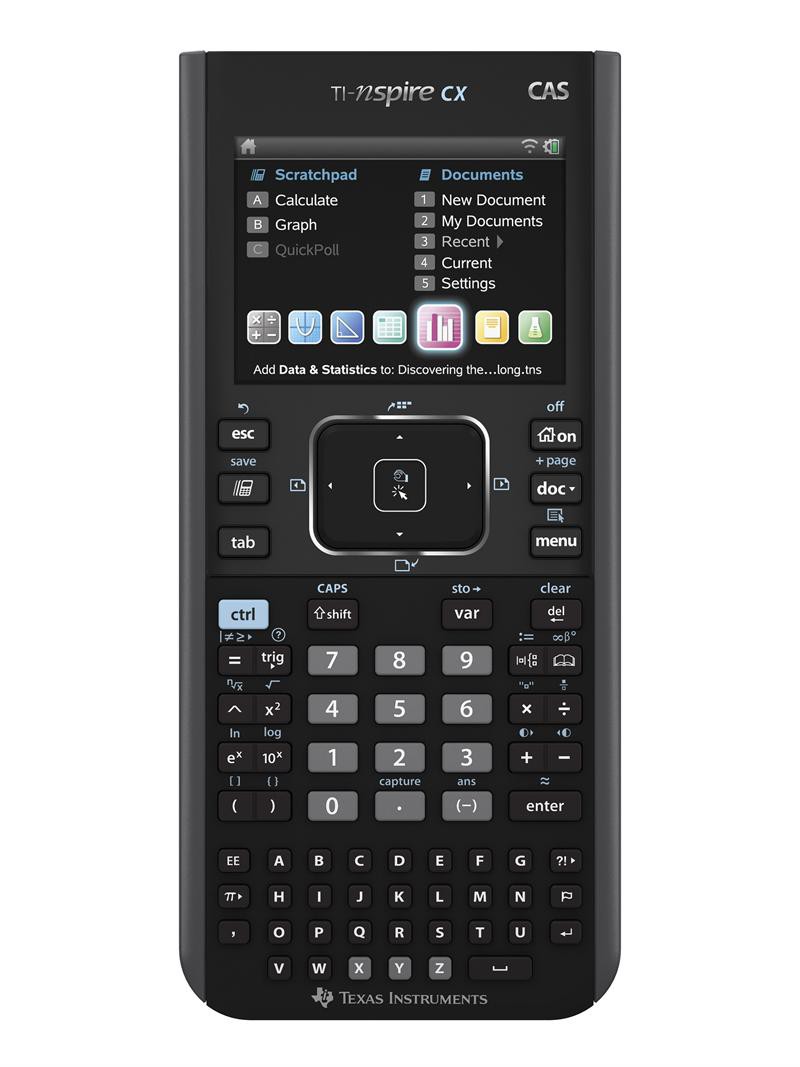 TI-nspire CX CAS
Scratchpad Documents
A Calculate 1 New Document
B Graph 2 My Documents
C QuickPoll 3 Recent
4 Current
5 Settings
Add Data & Statistics to: Discovering the...long.tns
off
esc on
save + page
doc
tab menu
CAPS sto→ clear
ctrl ⇧shift var del
|≠≥▸ ? := ∞β°
= trig 7 8 9
ⁿ√x √ "▫"
^ x² 4 5 6 × ÷
ln log
eˣ 10ˣ 1 2 3 + −
[ ] { } capture ans ≈
( ) 0 . (−) enter
EE A B C D E F G ?!▸
π▸ H I J K L M N
, O P Q R S T U ↵
V W X Y Z
TEXAS INSTRUMENTS